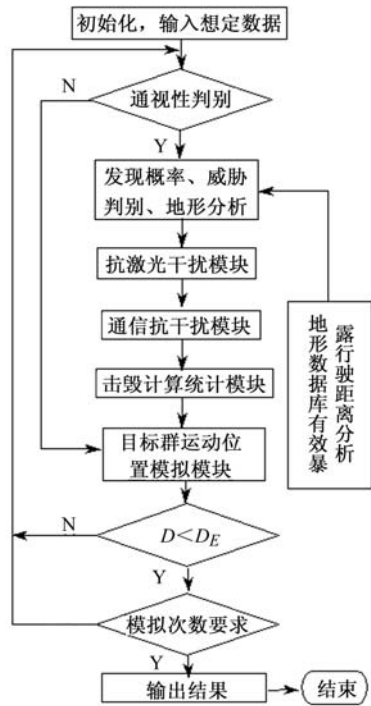 初始化，输入想定数据
N
通视性判别
Y
发现概率、威胁
判别、地形分析
抗激光干扰模块
通信抗干扰模块
击毁计算统计模块
地形数据库有效暴
露行驶距离分析
目标群运动位
置模拟模块
N
D＜D_E
Y
模拟次数要求
Y
输出结果
结束